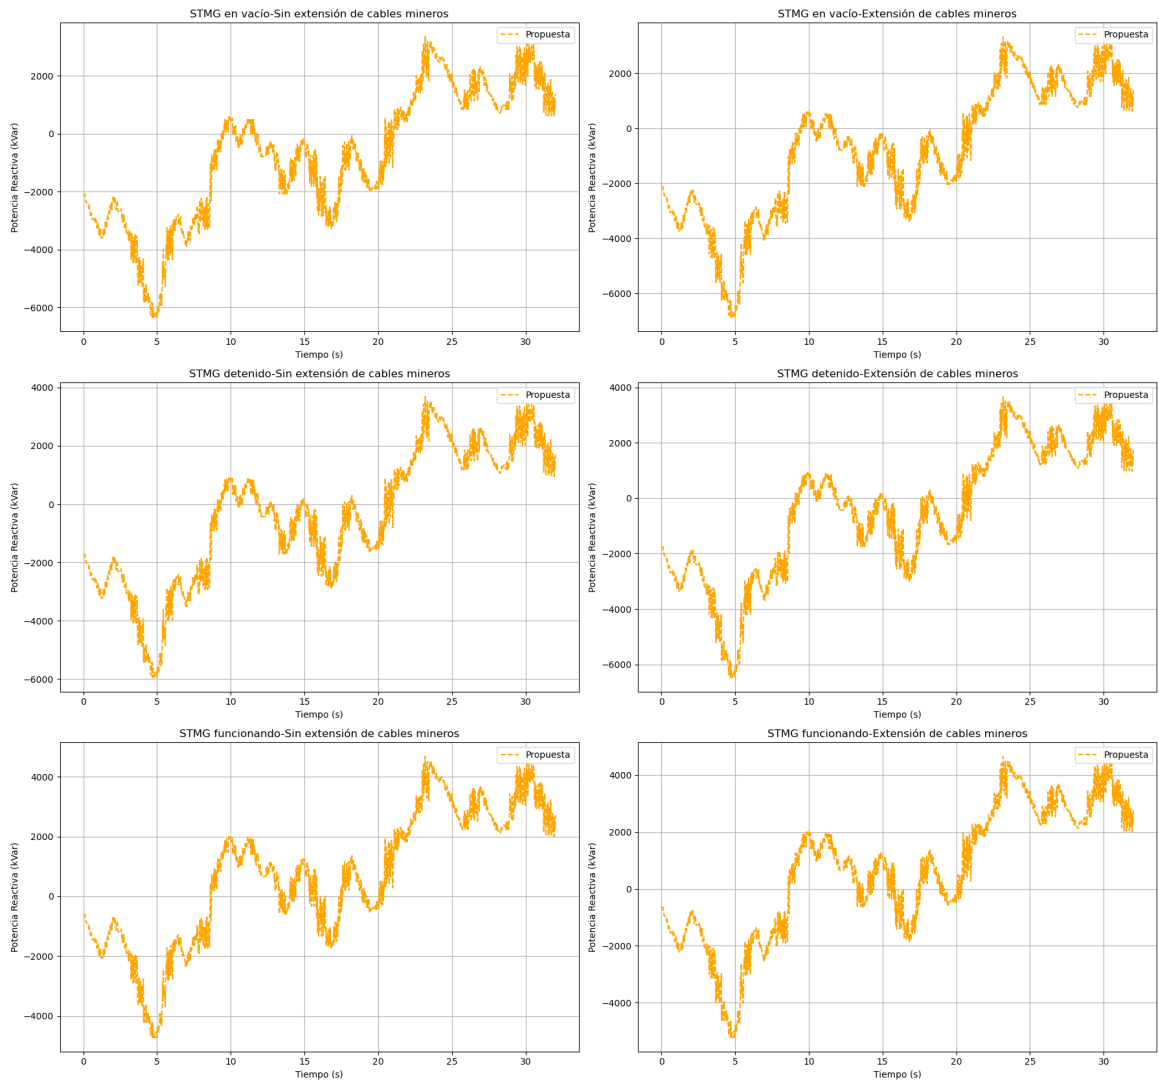 STMG en vacío-Sin extensión de cables mineros
Propuesta
2000
0
−2000
−4000
−6000
Potencia Reactiva (kVar)
0 5 10 15 20 25 30
Tiempo (s)
STMG en vacío-Extensión de cables mineros
Propuesta
2000
0
−2000
−4000
−6000
Potencia Reactiva (kVar)
0 5 10 15 20 25 30
Tiempo (s)
STMG detenido-Sin extensión de cables mineros
Propuesta
4000
2000
0
−2000
−4000
−6000
Potencia Reactiva (kVar)
0 5 10 15 20 25 30
Tiempo (s)
STMG detenido-Extensión de cables mineros
Propuesta
4000
2000
0
−2000
−4000
−6000
Potencia Reactiva (kVar)
0 5 10 15 20 25 30
Tiempo (s)
STMG funcionando-Sin extensión de cables mineros
Propuesta
4000
2000
0
−2000
−4000
Potencia Reactiva (kVar)
0 5 10 15 20 25 30
Tiempo (s)
STMG funcionando-Extensión de cables mineros
Propuesta
4000
2000
0
−2000
−4000
Potencia Reactiva (kVar)
0 5 10 15 20 25 30
Tiempo (s)